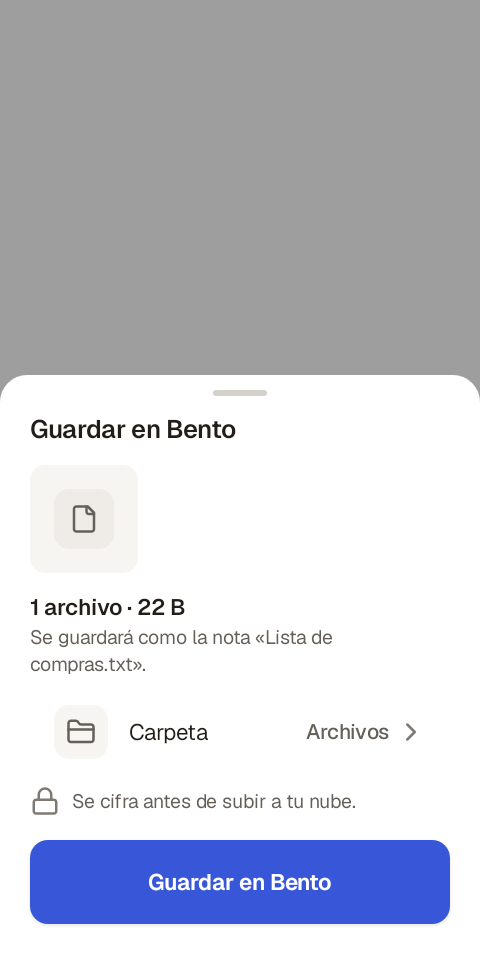 Guardar en Bento
1 archivo · 22 B
Se guardará como la nota «Lista de
compras.txt».
Carpeta
Archivos
Se cifra antes de subir a tu nube.
Guardar en Bento